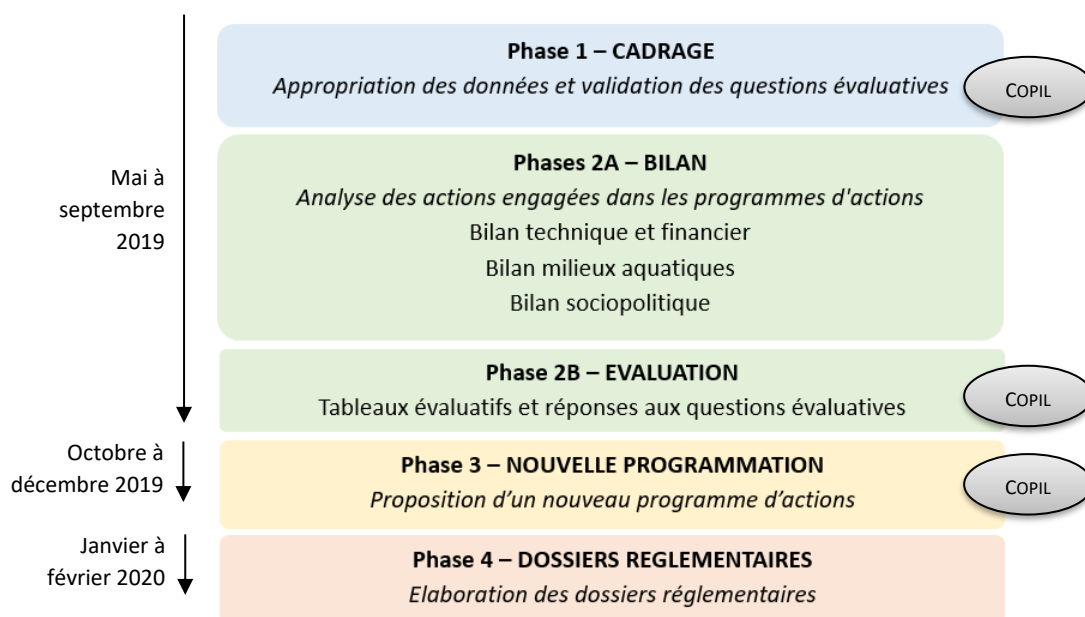 Phase 1 – CADRAGE
Appropriation des données et validation des questions évaluatives
COPIL
Mai à
septembre
2019
Phases 2A – BILAN
Analyse des actions engagées dans les programmes d'actions
Bilan technique et financier
Bilan milieux aquatiques
Bilan sociopolitique
Phase 2B – EVALUATION
Tableaux évaluatifs et réponses aux questions évaluatives
COPIL
Octobre à
décembre 2019
Phase 3 – NOUVELLE PROGRAMMATION
Proposition d’un nouveau programme d’actions
COPIL
Janvier à
février 2020
Phase 4 – DOSSIERS REGLEMENTAIRES
Elaboration des dossiers réglementaires